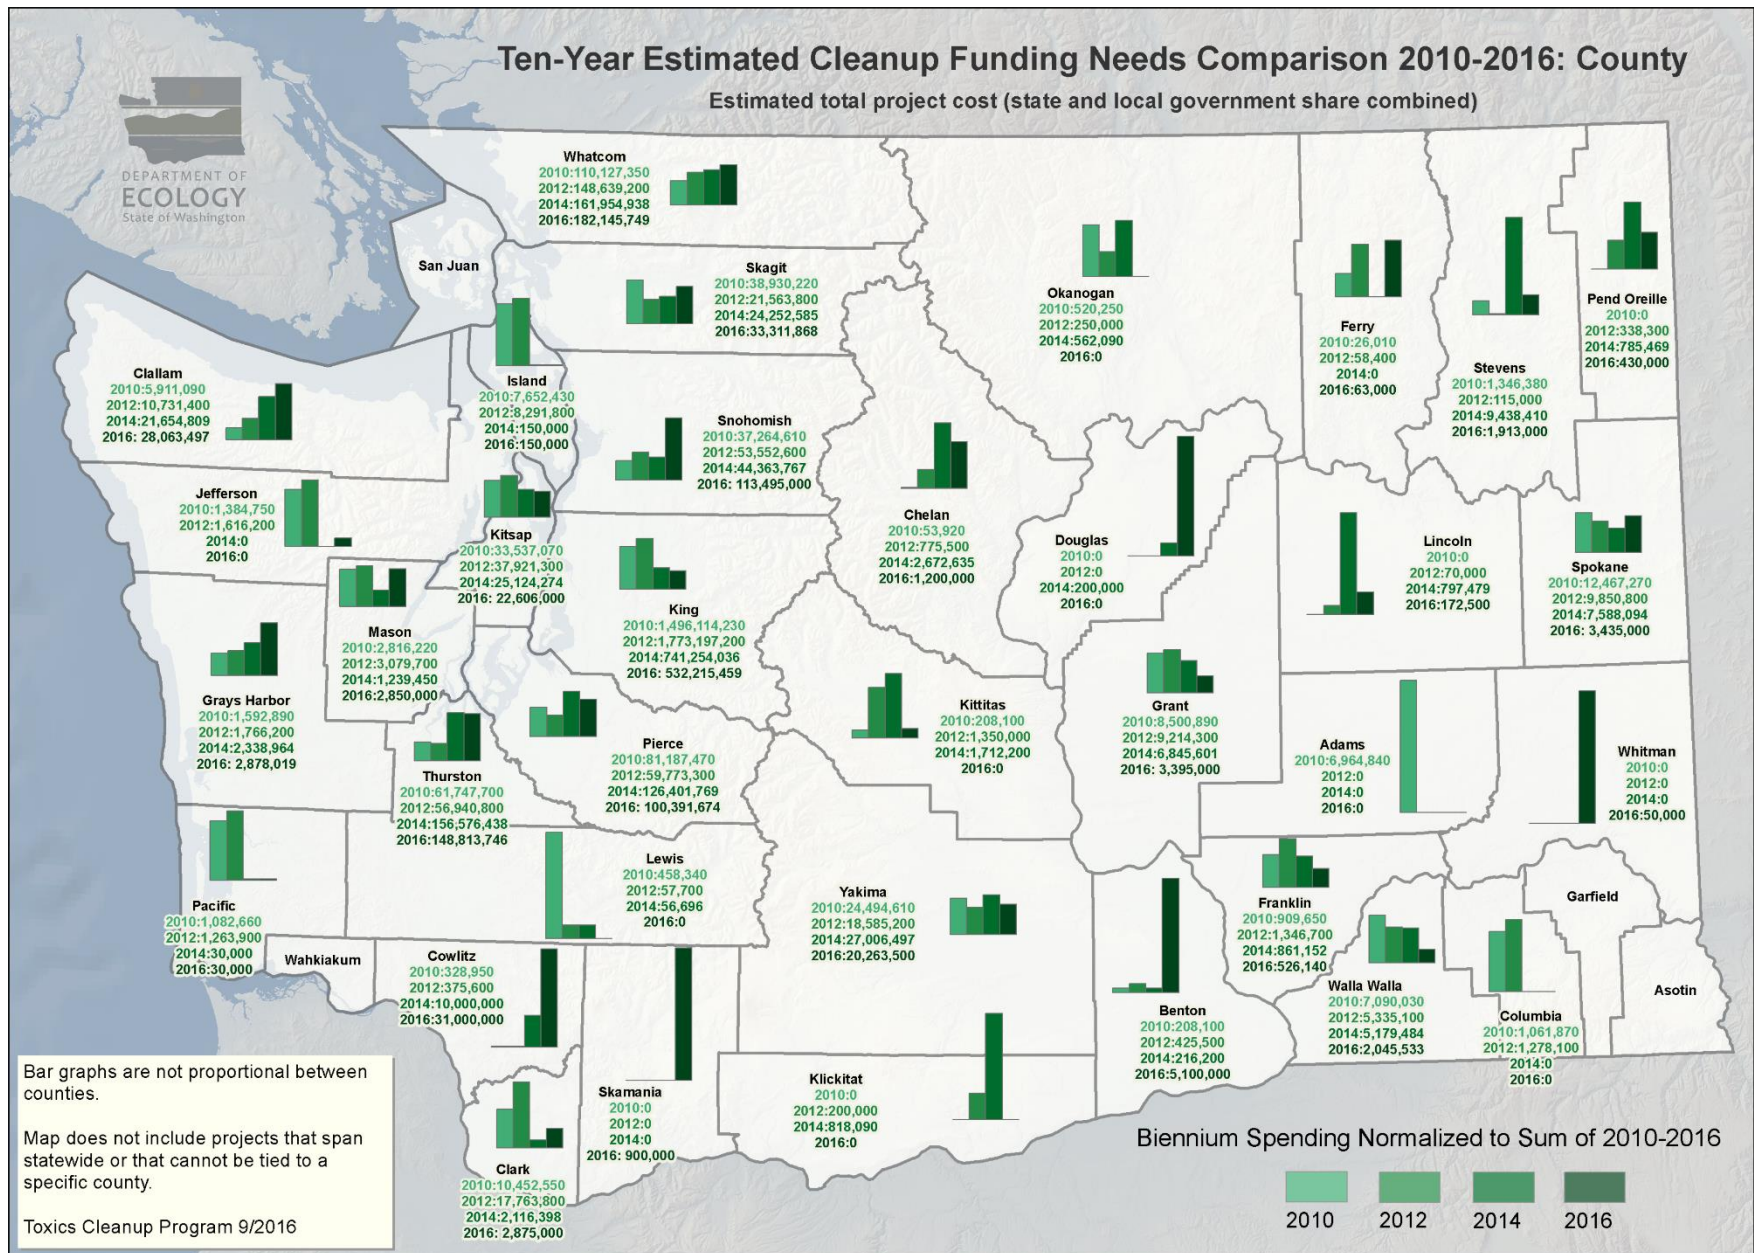 Ten-Year Estimated Cleanup Funding Needs Comparison 2010-2016: County
Estimated total project cost (state and local government share combined)
DEPARTMENT OF
ECOLOGY
State of Washington
Whatcom
2010:110,127,350
2012:148,639,200
2014:161,954,938
2016:182,145,749
San Juan
Skagit
2010:38,930,220
2012:21,563,800
2014:24,252,585
2016:33,311,868
Okanogan
2010:520,250
2012:250,000
2014:562,090
2016:0
Ferry
2010:26,010
2012:58,400
2014:0
2016:63,000
Stevens
2010:1,346,380
2012:115,000
2014:9,438,410
2016:1,913,000
Pend Oreille
2010:0
2012:338,300
2014:785,469
2016:430,000
Clallam
2010:5,911,090
2012:10,731,400
2014:21,654,809
2016: 28,063,497
Island
2010:7,652,430
2012:8,291,800
2014:150,000
2016:150,000
Snohomish
2010:37,264,610
2012:53,552,600
2014:44,363,767
2016: 113,495,000
Jefferson
2010:1,384,750
2012:1,616,200
2014:0
2016:0
Kitsap
2010:33,537,070
2012:37,921,300
2014:25,124,274
2016: 22,606,000
Chelan
2010:53,920
2012:775,500
2014:2,672,635
2016:1,200,000
Douglas
2010:0
2012:0
2014:200,000
2016:0
Lincoln
2010:0
2012:70,000
2014:797,479
2016:172,500
Spokane
2010:12,467,270
2012:9,850,800
2014:7,588,094
2016: 3,435,000
Mason
2010:2,816,220
2012:3,079,700
2014:1,239,450
2016:2,850,000
King
2010:1,496,114,230
2012:1,773,197,200
2014:741,254,036
2016: 532,215,459
Grays Harbor
2010:1,592,890
2012:1,766,200
2014:2,338,964
2016: 2,878,019
Thurston
2010:61,747,700
2012:56,940,800
2014:156,576,438
2016:148,813,746
Pierce
2010:81,187,470
2012:59,773,300
2014:126,401,769
2016: 100,391,674
Kittitas
2010:208,100
2012:1,350,000
2014:1,712,200
2016:0
Grant
2010:8,500,890
2012:9,214,300
2014:6,845,601
2016: 3,395,000
Adams
2010:6,964,840
2012:0
2014:0
2016:0
Whitman
2010:0
2012:0
2014:0
2016:50,000
Pacific
2010:1,082,660
2012:1,263,900
2014:30,000
2016:30,000
Wahkiakum
Lewis
2010:458,340
2012:57,700
2014:56,696
2016:0
Yakima
2010:24,494,610
2012:18,585,200
2014:27,006,497
2016:20,263,500
Franklin
2010:909,650
2012:1,346,700
2014:861,152
2016:526,140
Garfield
Asotin
Cowlitz
2010:328,950
2012:375,600
2014:10,000,000
2016:31,000,000
Benton
2010:208,100
2012:425,500
2014:216,200
2016:5,100,000
Walla Walla
2010:7,090,030
2012:5,335,100
2014:5,179,484
2016:2,045,533
Columbia
2010:1,061,870
2012:1,278,100
2014:0
2016:0
Skamania
2010:0
2012:0
2014:0
2016: 900,000
Klickitat
2010:0
2012:200,000
2014:818,090
2016:0
Clark
2010:10,452,550
2012:17,763,800
2014:2,116,398
2016: 2,875,000
Bar graphs are not proportional between
counties.
Map does not include projects that span
statewide or that cannot be tied to a
specific county.
Toxics Cleanup Program 9/2016
Biennium Spending Normalized to Sum of 2010-2016
2010 2012 2014 2016